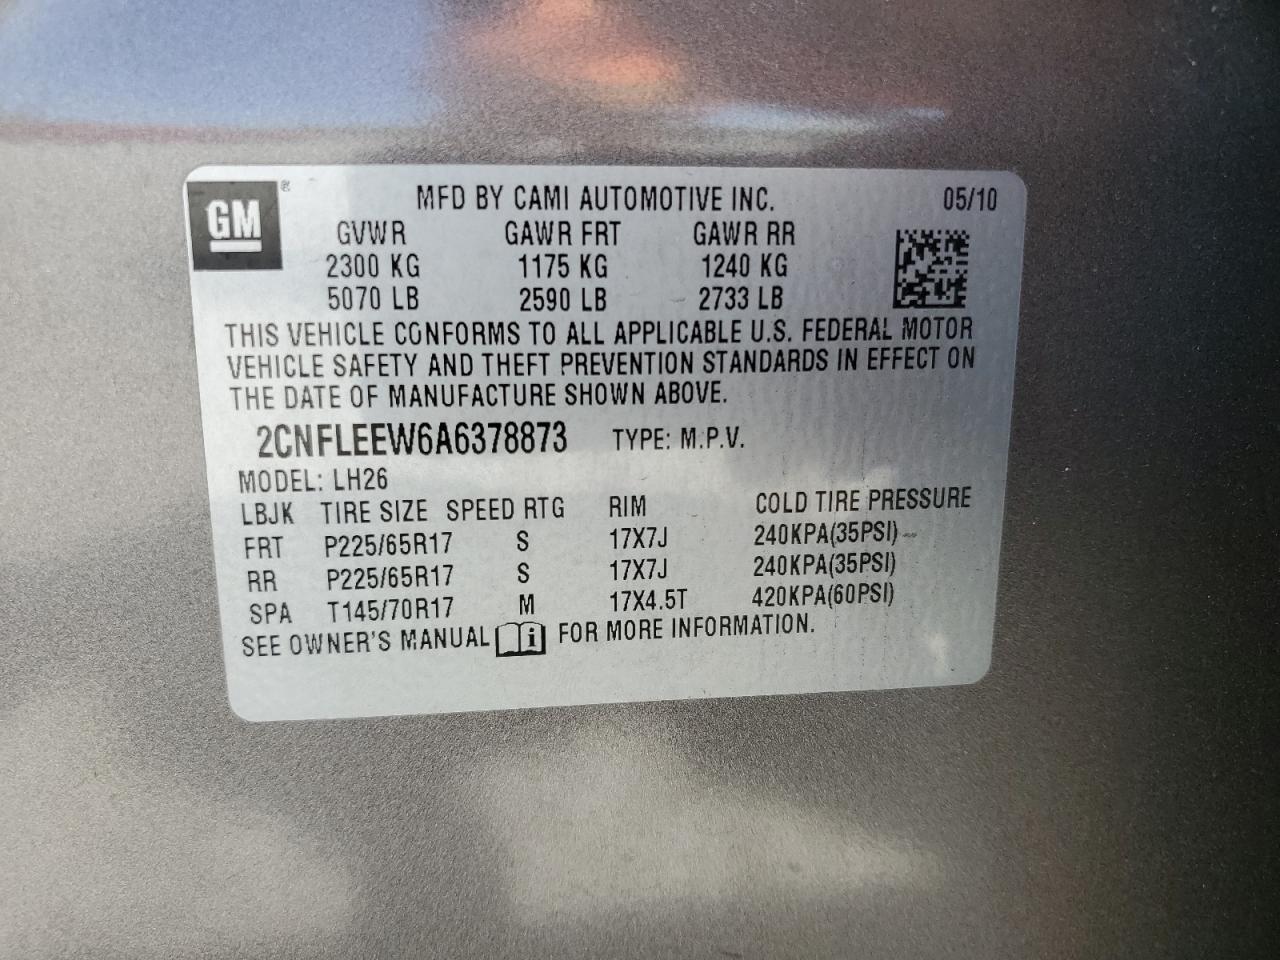 GM ®
MFD BY CAMI AUTOMOTIVE INC. 05/10
GVWR GAWR FRT GAWR RR
2300 KG 1175 KG 1240 KG
5070 LB 2590 LB 2733 LB
THIS VEHICLE CONFORMS TO ALL APPLICABLE U.S. FEDERAL MOTOR
VEHICLE SAFETY AND THEFT PREVENTION STANDARDS IN EFFECT ON
THE DATE OF MANUFACTURE SHOWN ABOVE.
2CNFLEEW6A6378873 TYPE: M.P.V.
MODEL: LH26
LBJK TIRE SIZE SPEED RTG RIM COLD TIRE PRESSURE
FRT P225/65R17 S 17X7J 240KPA(35PSI)
RR P225/65R17 S 17X7J 240KPA(35PSI)
SPA T145/70R17 M 17X4.5T 420KPA(60PSI)
SEE OWNER'S MANUAL i FOR MORE INFORMATION.